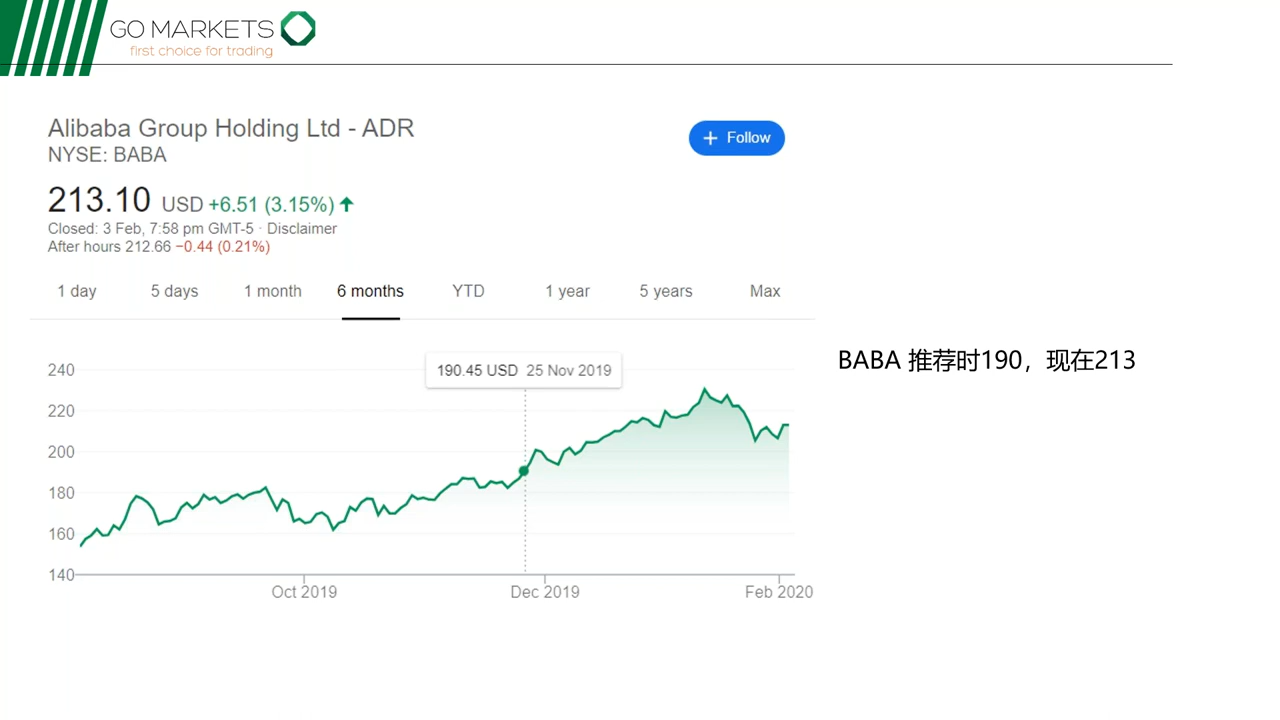 GO MARKETS
first choice for trading
Alibaba Group Holding Ltd - ADR
NYSE: BABA
+ Follow
213.10 USD +6.51 (3.15%)
Closed: 3 Feb, 7:58 pm GMT-5 · Disclaimer
After hours 212.66 −0.44 (0.21%)
1 day 5 days 1 month 6 months YTD 1 year 5 years Max
190.45 USD 25 Nov 2019
240
220
200
180
160
140
Oct 2019 Dec 2019 Feb 2020
BABA 推荐时190，现在213